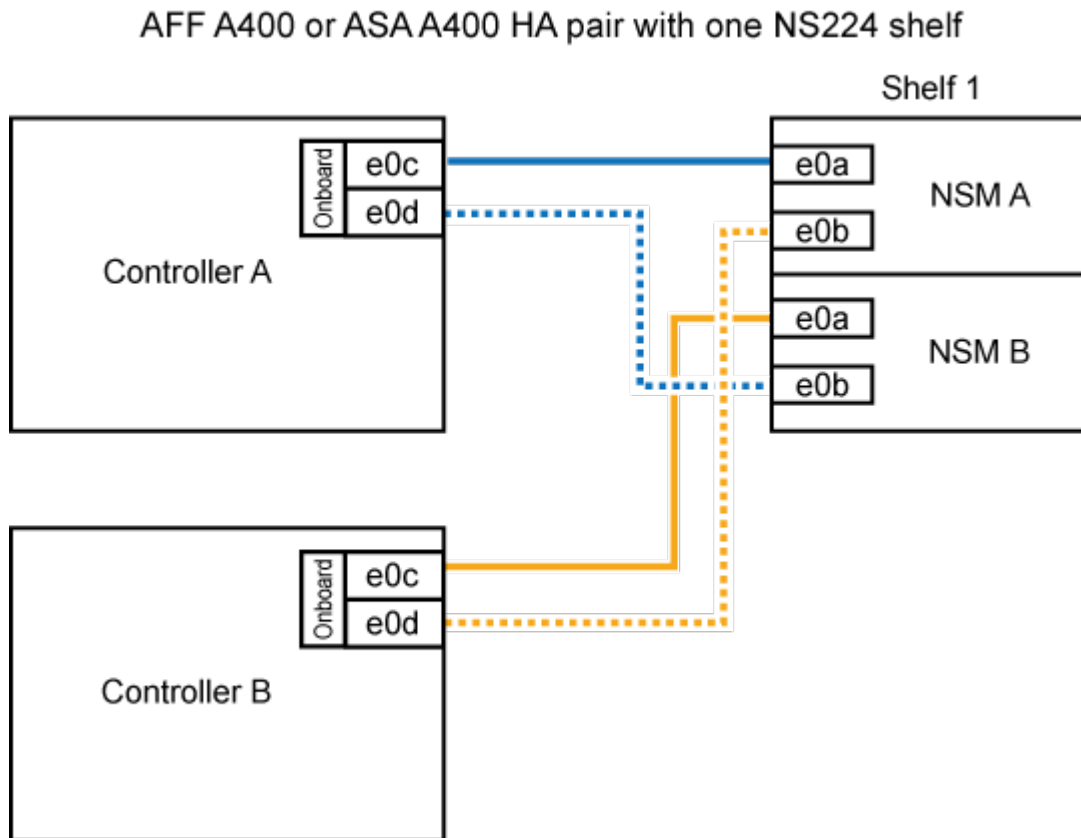 AFF A400 or ASA A400 HA pair with one NS224 shelf
Shelf 1
Onboard
e0c
e0d
Controller A
e0a
e0b
NSM A
e0a
e0b
NSM B
Onboard
e0c
e0d
Controller B